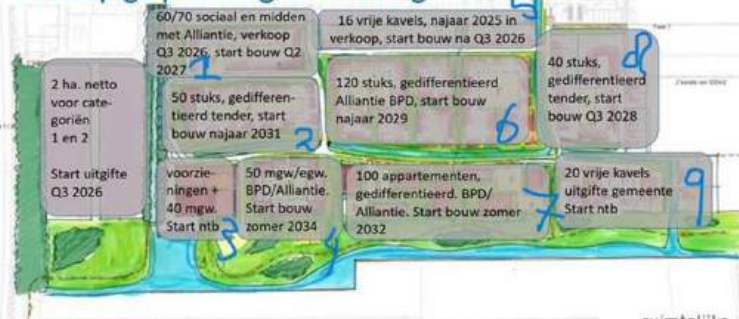 60/70 sociaal en midden
met Alliantie, verkoop
Q3 2026, start bouw Q2
2027
1
16 vrije kavels, najaar 2025 in
verkoop, start bouw na Q3 2026
5
40 stuks,
gedifferentieerd
tender, start
bouw Q3 2028
8
2 ha. netto
voor cate-
goriën
1 en 2
Start uitgifte
Q3 2026
50 stuks, gedifferen-
tieerd tender, start
bouw najaar 2031
2
120 stuks, gedifferentieerd
Alliantie BPD, start bouw
najaar 2029
6
voorzie-
ningen +
40 mgw.
Start ntb
3
50 mgw/egw.
BPD/Alliantie.
Start bouw
zomer 2034
4
100 appartementen,
gedifferentieerd. BPD/
Alliantie. Start bouw zomer
2032
7
20 vrije kavels
uitgifte gemeente
Start ntb
9